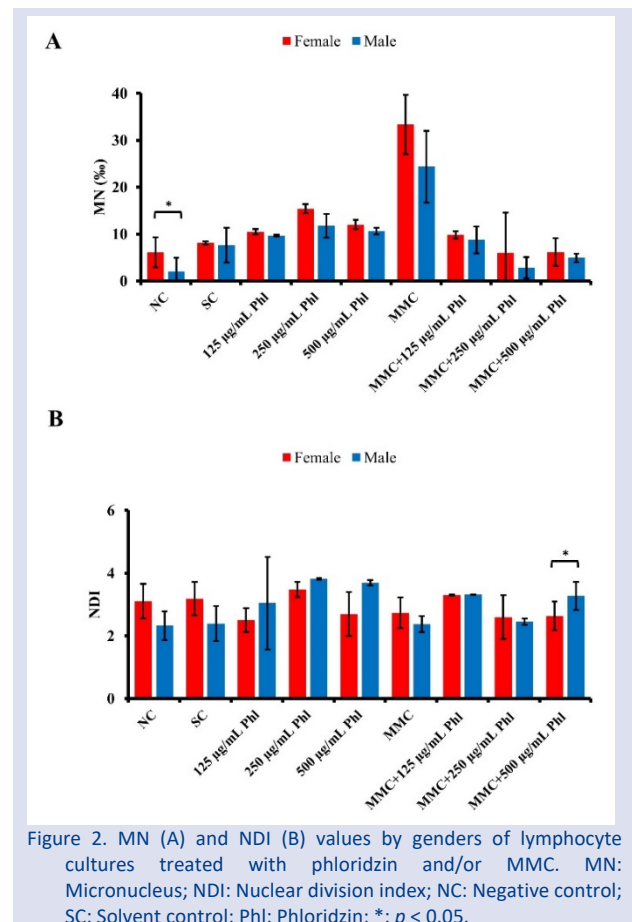 A
Female Male
MN (‰)
40
30
20
10
0
NC
SC
125 µg/mL Phl
250 µg/mL Phl
500 µg/mL Phl
MMC
MMC+125 µg/mL Phl
MMC+250 µg/mL Phl
MMC+500 µg/mL Phl
*
B
Female Male
NDI
6
4
2
0
NC
SC
125 µg/mL Phl
250 µg/mL Phl
500 µg/mL Phl
MMC
MMC+125 µg/mL Phl
MMC+250 µg/mL Phl
MMC+500 µg/mL Phl
*
Figure 2. MN (A) and NDI (B) values by genders of lymphocyte
cultures treated with phloridzin and/or MMC. MN:
Micronucleus; NDI: Nuclear division index; NC: Negative control;
SC: Solvent control; Phl: Phloridzin; *: p < 0.05.